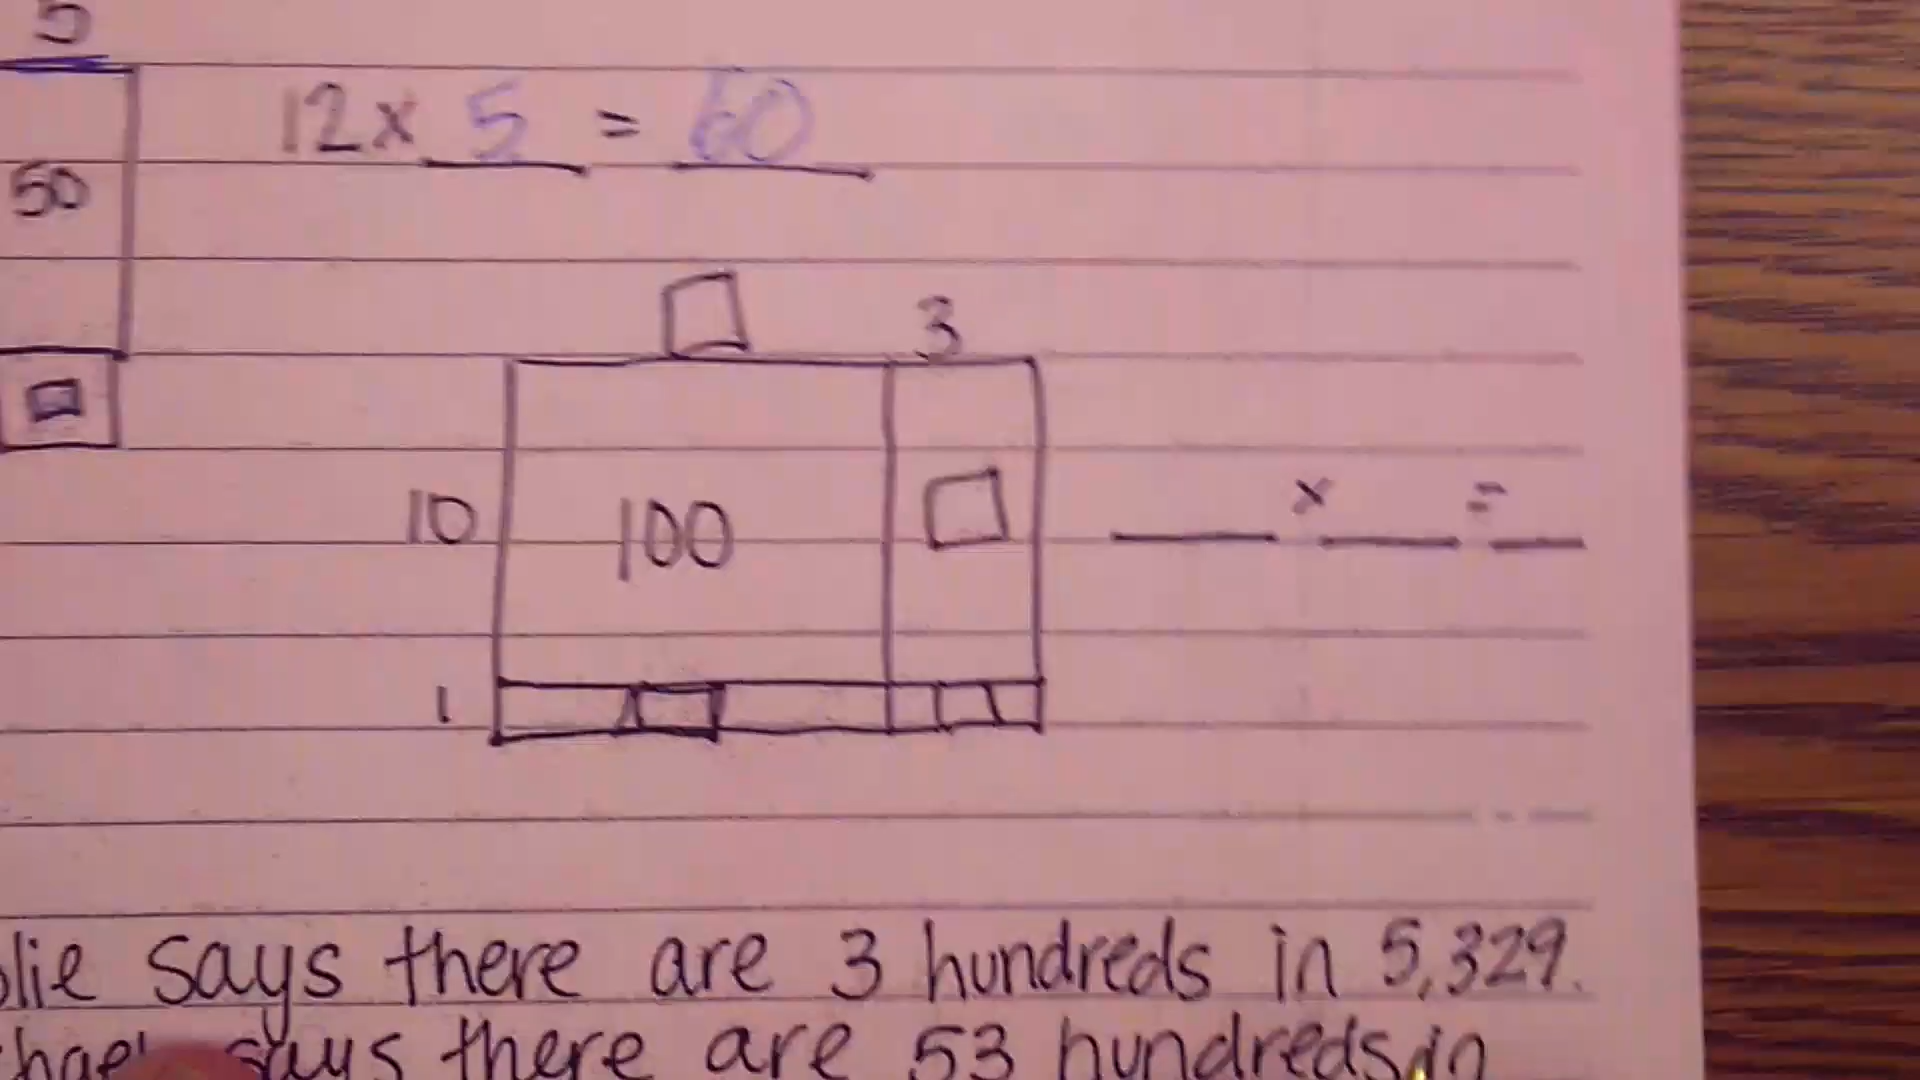 5
12 x 5 = 60
50
3
10 100 x =
1
says there are 3 hundreds in 5,329.
says there are 53 hundreds in